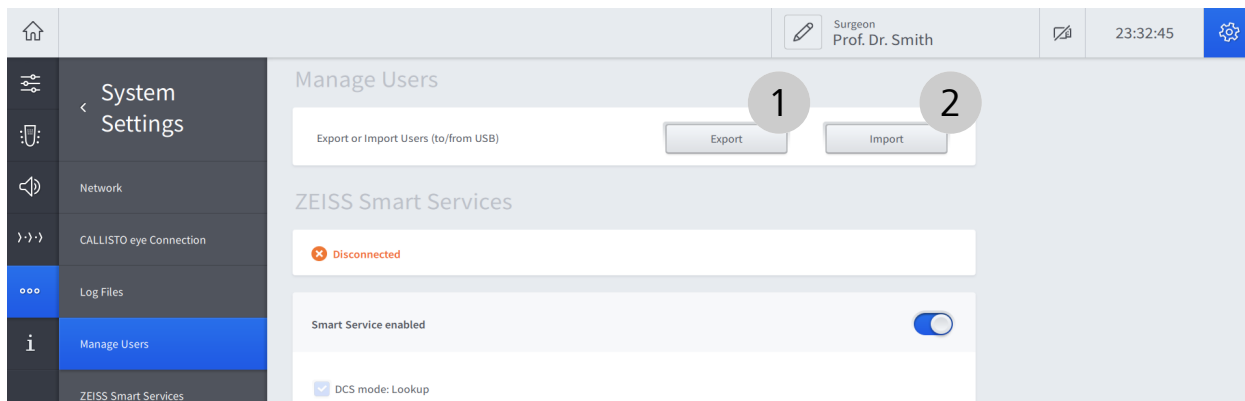 Surgeon
Prof. Dr. Smith
23:32:45
System
Settings
Network
CALLISTO eye Connection
Log Files
i
Manage Users
ZEISS Smart Services
Manage Users
1
2
Export or Import Users (to/from USB)
Export
Import
ZEISS Smart Services
Disconnected
Smart Service enabled
DCS mode: Lookup